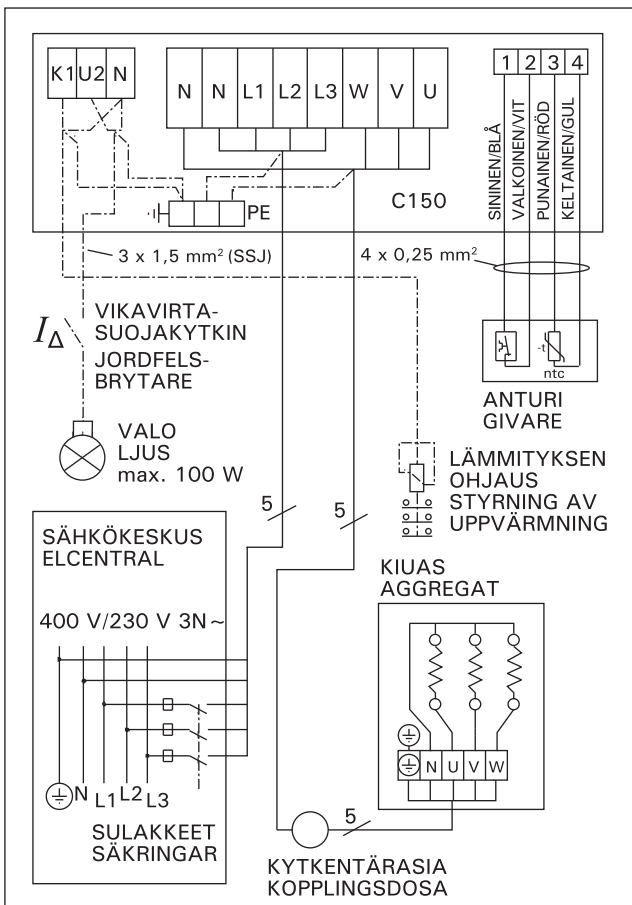 K1 U2 N
N N L1 L2 L3 W V U
1 2 3 4
SININEN/BLÅ
VALKOINEN/VIT
PUNAINEN/RÖD
KELTAINEN/GUL
PE
C150
3 x 1,5 mm² (SSJ)
4 x 0,25 mm²
I∆
VIKAVIRTA-
SUOJAKYTKIN
JORDFELS-
BRYTARE
-t
ntc
ANTURI
GIVARE
VALO
LJUS
max. 100 W
LÄMMITYKSEN
OHJAUS
STYRNING AV
UPPVÄRMNING
5
5
SÄHKÖKESKUS
ELCENTRAL
400 V/230 V 3N~
N L1 L2 L3
SULAKKEET
SÄKRINGAR
KIUAS
AGGREGAT
N U V W
5
KYTKENTÄRASIA
KOPPLINGSDOSA